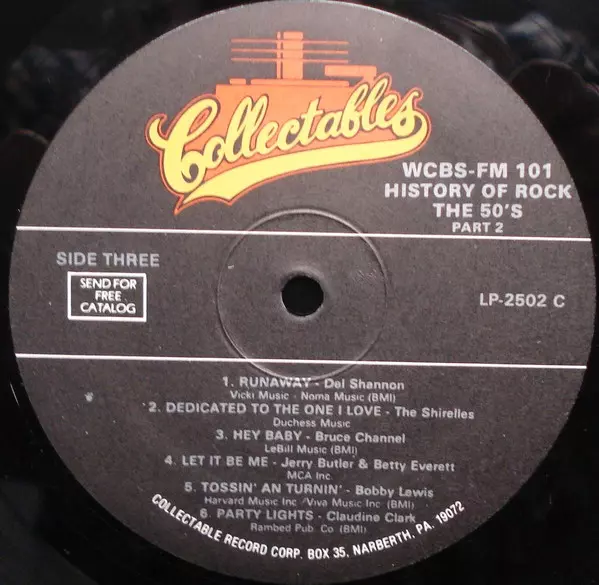 Collectables
WCBS-FM 101
HISTORY OF ROCK
THE 50'S
PART 2
SIDE THREE
SEND FOR
FREE
CATALOG
LP-2502 C
1. RUNAWAY - Del Shannon
Vicki Music - Noma Music (BMI)
2. DEDICATED TO THE ONE I LOVE - The Shirelles
Duchess Music
3. HEY BABY - Bruce Channel
LeBill Music (BMI)
4. LET IT BE ME - Jerry Butler & Betty Everett
MCA Inc.
5. TOSSIN' AN TURNIN' - Bobby Lewis
Harvard Music Inc /Viva Music Inc (BMI)
6. PARTY LIGHTS - Claudine Clark
Rambed Pub. Co (BMI)
COLLECTABLE RECORD CORP. BOX 35, NARBERTH, PA. 19072